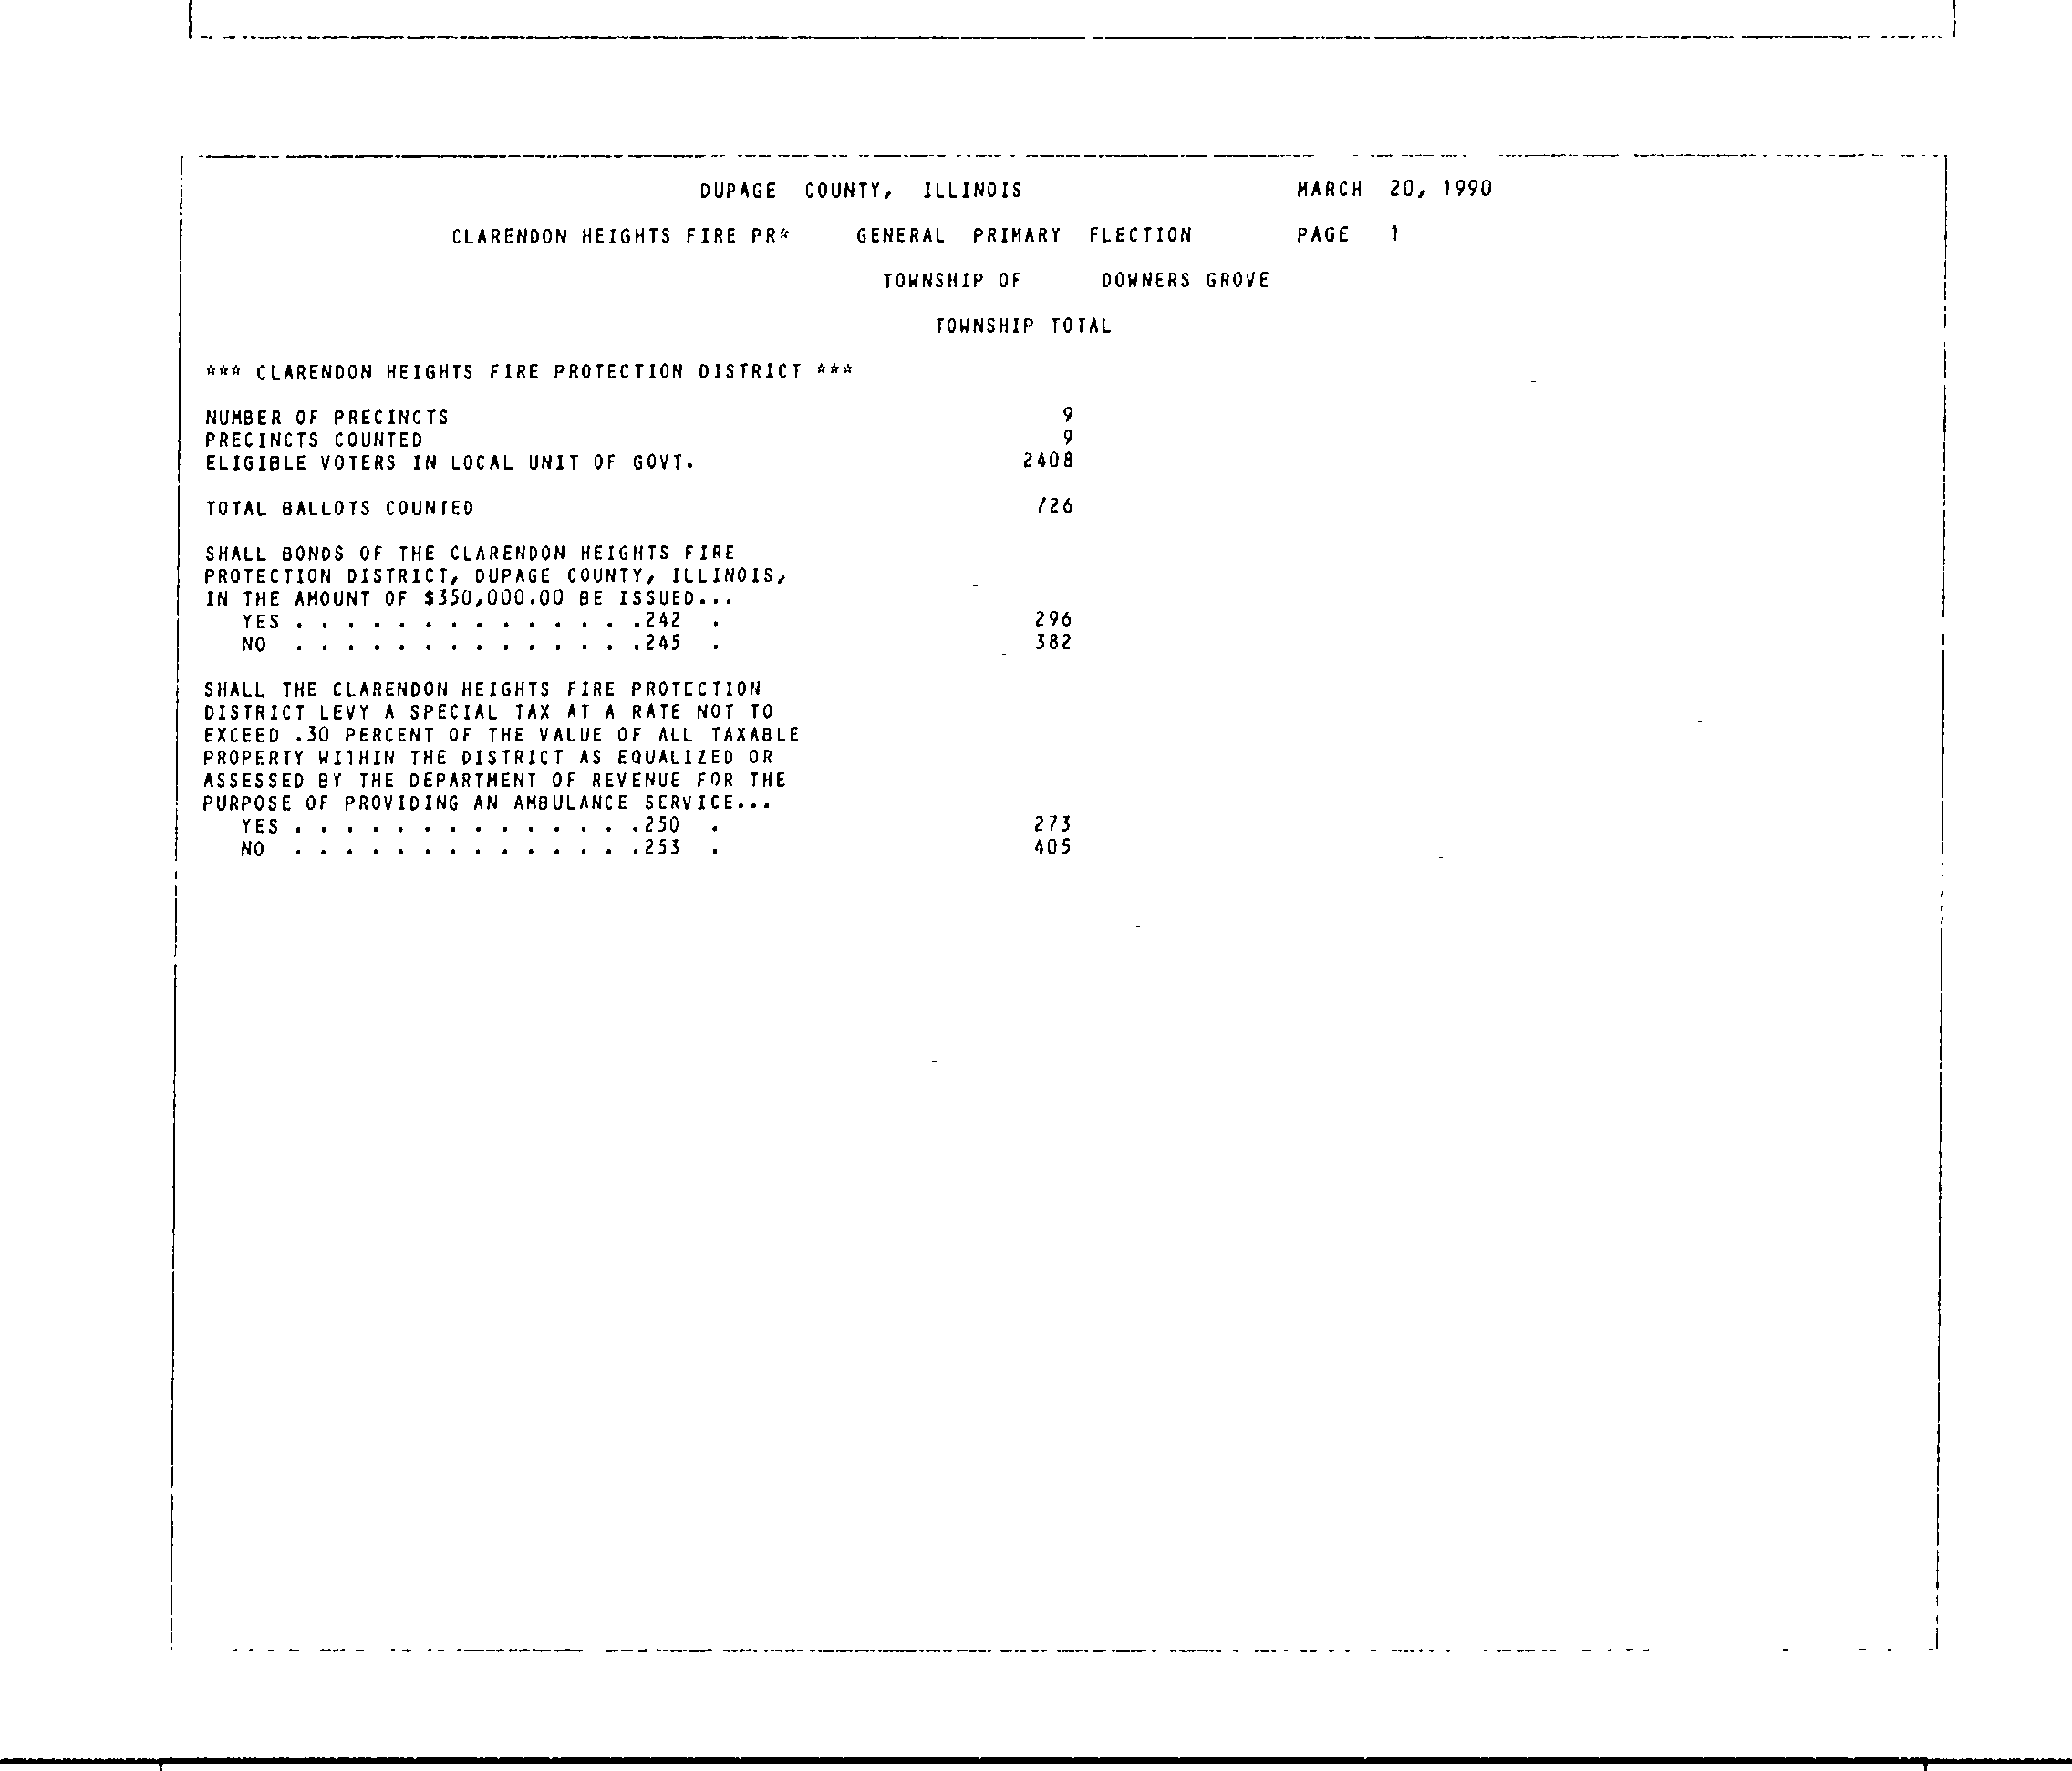 DUPAGE COUNTY, ILLINOIS MARCH 20, 1990
CLARENDON HEIGHTS FIRE PR* GENERAL PRIMARY ELECTION PAGE 1
TOWNSHIP OF DOWNERS GROVE
TOWNSHIP TOTAL
*** CLARENDON HEIGHTS FIRE PROTECTION DISTRICT ***
NUMBER OF PRECINCTS 9
PRECINCTS COUNTED 9
ELIGIBLE VOTERS IN LOCAL UNIT OF GOVT. 2408
TOTAL BALLOTS COUNTED 726
SHALL BONDS OF THE CLARENDON HEIGHTS FIRE
PROTECTION DISTRICT, DUPAGE COUNTY, ILLINOIS,
IN THE AMOUNT OF $350,000.00 BE ISSUED...
YES . . . . . . . . . . . . . .242 . 296
NO . . . . . . . . . . . . . .245 . 382
SHALL THE CLARENDON HEIGHTS FIRE PROTECTION
DISTRICT LEVY A SPECIAL TAX AT A RATE NOT TO
EXCEED .30 PERCENT OF THE VALUE OF ALL TAXABLE
PROPERTY WITHIN THE DISTRICT AS EQUALIZED OR
ASSESSED BY THE DEPARTMENT OF REVENUE FOR THE
PURPOSE OF PROVIDING AN AMBULANCE SERVICE...
YES . . . . . . . . . . . . . .250 . 273
NO . . . . . . . . . . . . . .253 . 405